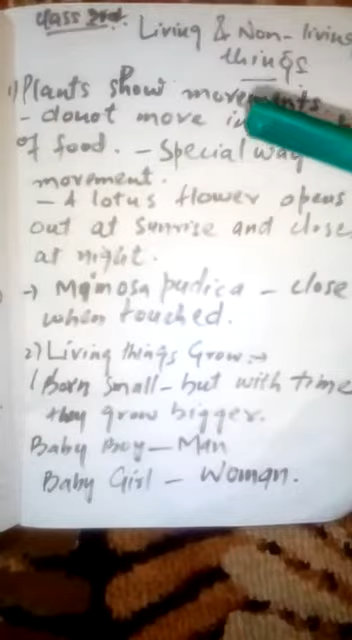 class 3rd.
Living & Non-living
things
1) Plants show movements
- donot move in
of food. - Special way
movement.
- A lotus flower opens
out at sunrise and close
at night.
→ Mimosa pudica - close
when touched.
2) Living things Grow:→
Born small - but with time
they grow bigger.
Baby Boy - Man
Baby Girl - Woman.